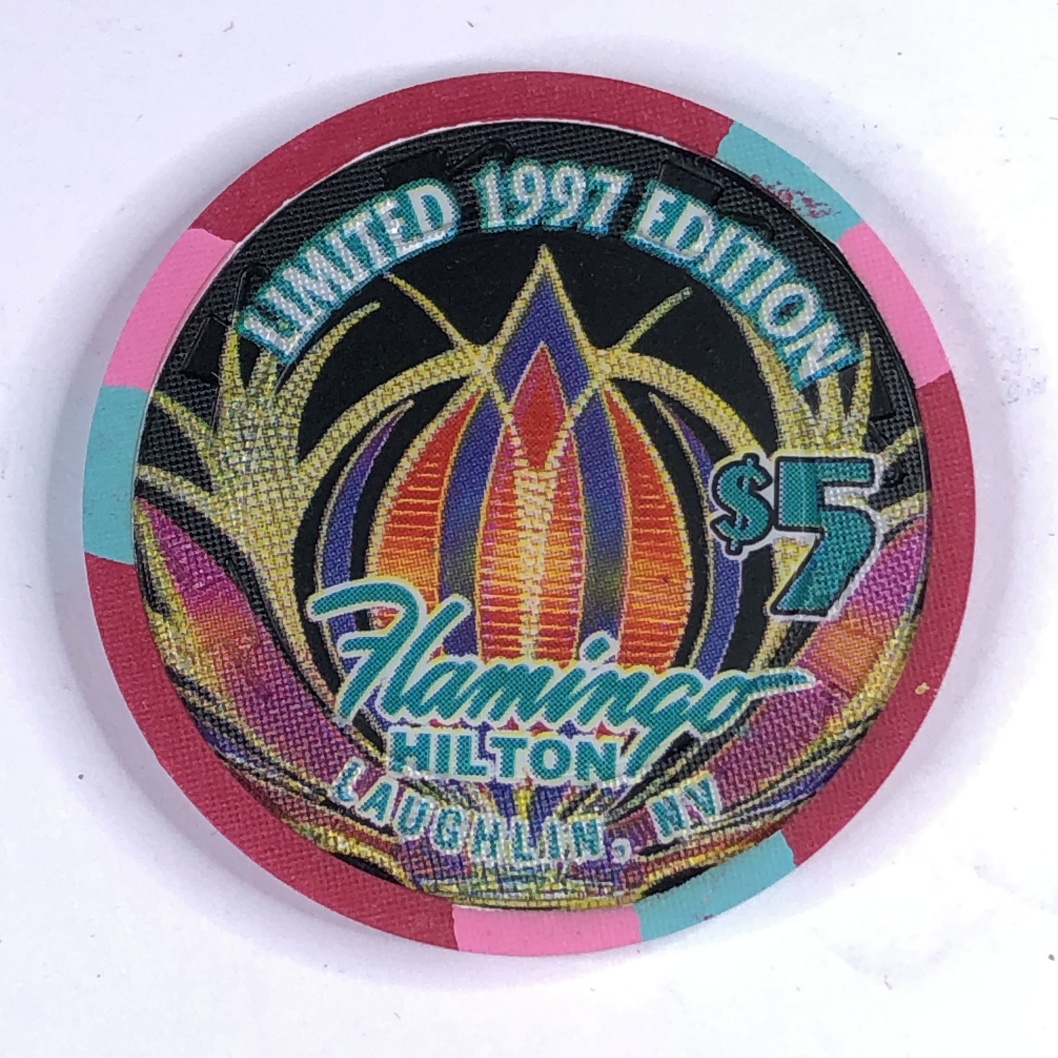 LIMITED 1997 EDITION
$5
Flamingo
HILTON
LAUGHLIN, NV